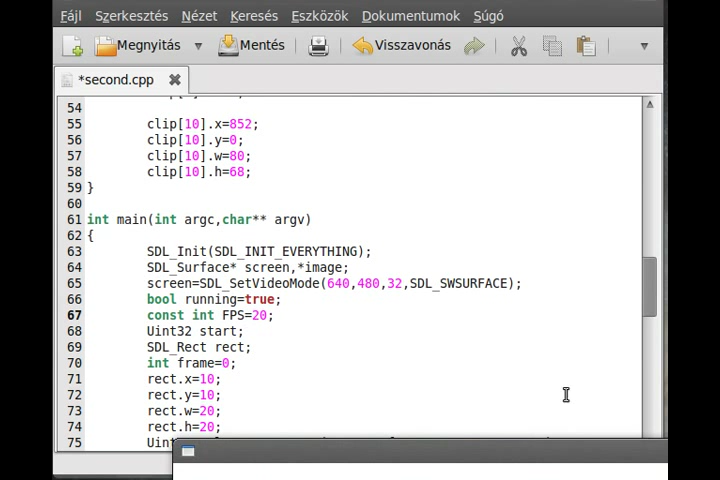 Fájl Szerkesztés Nézet Keresés Eszközök Dokumentumok Súgó
Megnyitás Mentés Visszavonás
*second.cpp
54
55 clip[10].x=852;
56 clip[10].y=0;
57 clip[10].w=80;
58 clip[10].h=68;
59 }
60
61 int main(int argc,char** argv)
62 {
63 SDL_Init(SDL_INIT_EVERYTHING);
64 SDL_Surface* screen,*image;
65 screen=SDL_SetVideoMode(640,480,32,SDL_SWSURFACE);
66 bool running=true;
67 const int FPS=20;
68 Uint32 start;
69 SDL_Rect rect;
70 int frame=0;
71 rect.x=10;
72 rect.y=10;
73 rect.w=20;
74 rect.h=20;
75